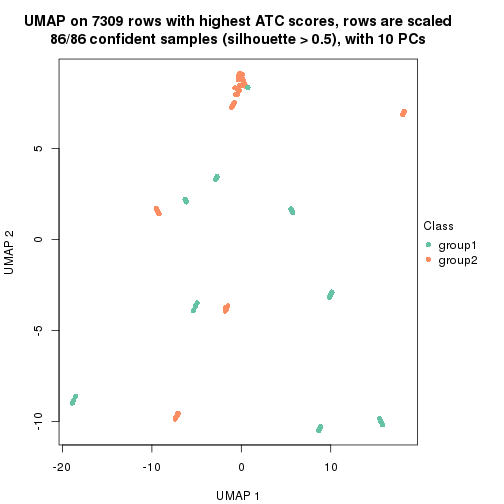 UMAP on 7309 rows with highest ATC scores, rows are scaled
86/86 confident samples (silhouette > 0.5), with 10 PCs
5
0
-5
-10
UMAP 2
-20
-10
0
10
UMAP 1
Class
group1
group2